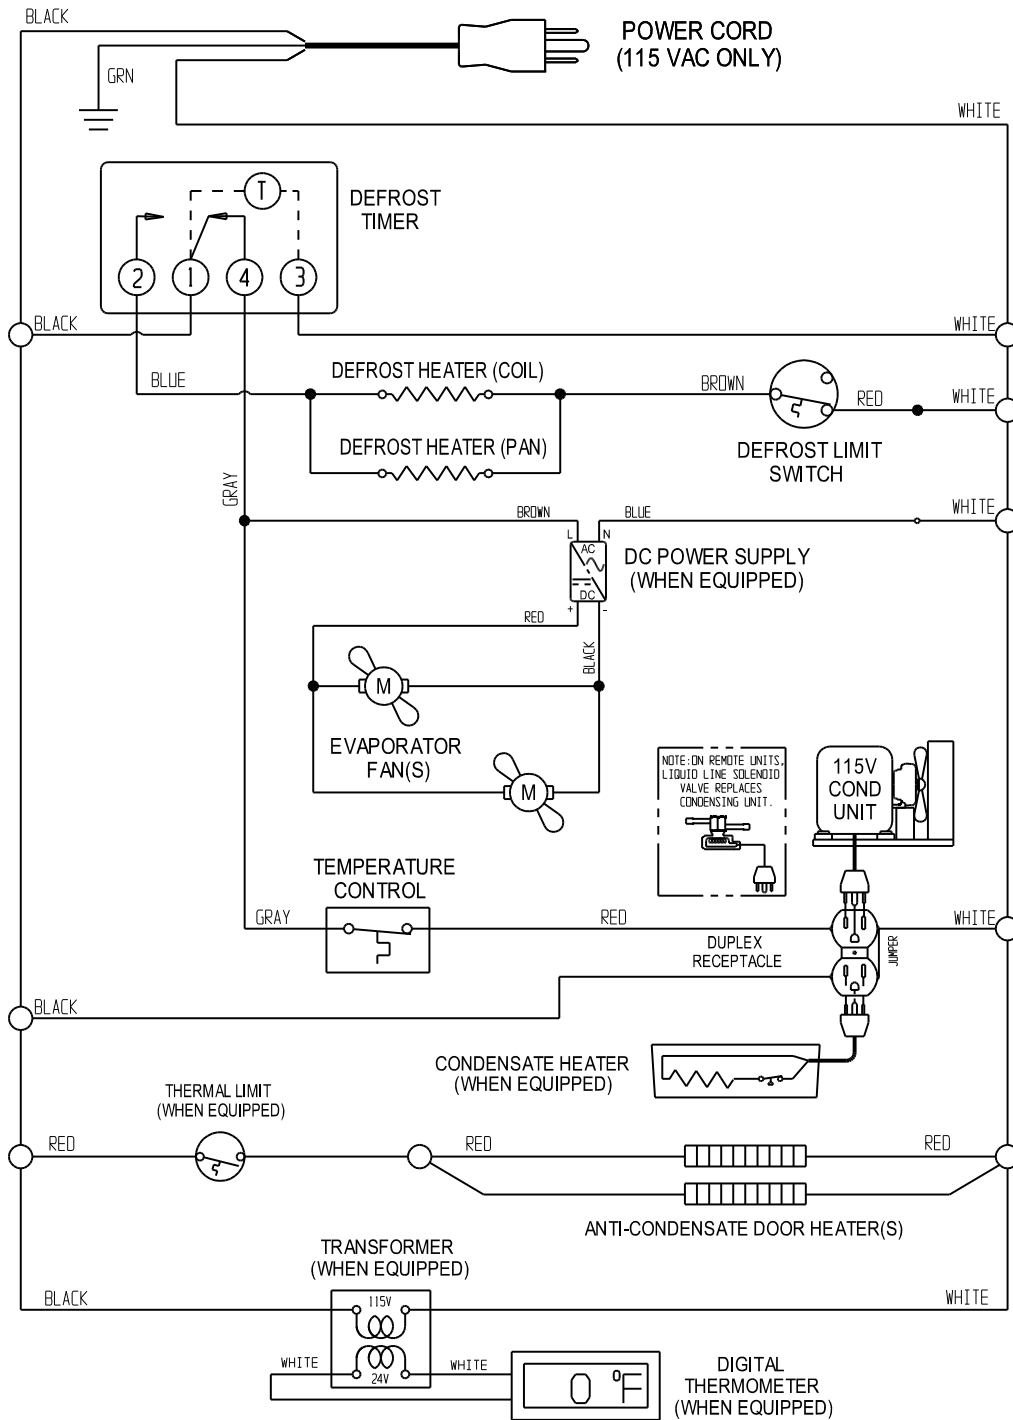 BLACK
POWER CORD
(115 VAC ONLY)
GRN
WHITE
T
DEFROST
TIMER
2 1 4 3
BLACK
WHITE
BLUE
DEFROST HEATER (COIL)
BROWN
RED
WHITE
DEFROST HEATER (PAN)
DEFROST LIMIT
SWITCH
GRAY
BROWN
BLUE
WHITE
L
N
AC
DC
+
-
DC POWER SUPPLY
(WHEN EQUIPPED)
RED
BLACK
M
EVAPORATOR
FAN(S)
M
NOTE:ON REMOTE UNITS,
LIQUID LINE SOLENOID
VALVE REPLACES
CONDENSING UNIT.
115V
COND
UNIT
TEMPERATURE
CONTROL
GRAY
RED
WHITE
DUPLEX
RECEPTACLE
JUMPER
BLACK
CONDENSATE HEATER
(WHEN EQUIPPED)
THERMAL LIMIT
(WHEN EQUIPPED)
RED
RED
RED
ANTI-CONDENSATE DOOR HEATER(S)
TRANSFORMER
(WHEN EQUIPPED)
BLACK
115V
WHITE
WHITE
24V
WHITE
0 °F
DIGITAL
THERMOMETER
(WHEN EQUIPPED)